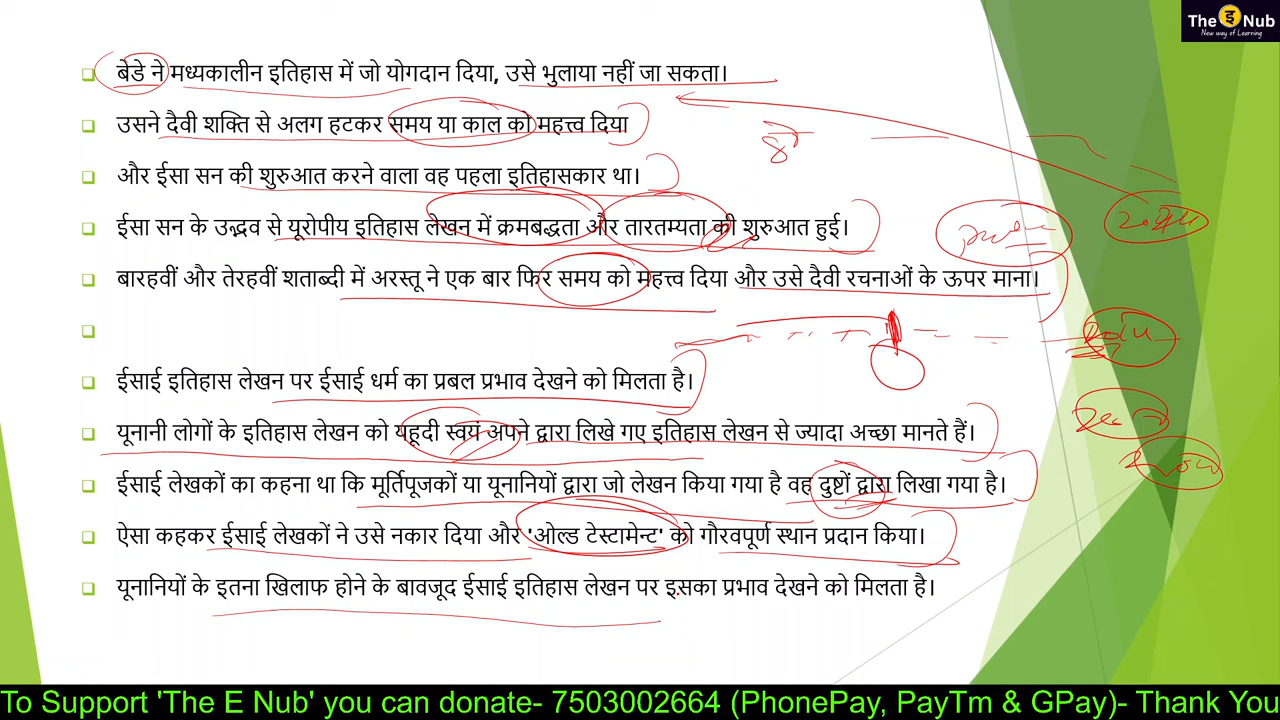 The इ Nub
New way of Learning
बेडे ने मध्यकालीन इतिहास में जो योगदान दिया, उसे भुलाया नहीं जा सकता।
उसने दैवी शक्ति से अलग हटकर समय या काल को महत्त्व दिया
और ईसा सन की शुरुआत करने वाला वह पहला इतिहासकार था।
ईसा सन के उद्भव से यूरोपीय इतिहास लेखन में क्रमबद्धता और तारतम्यता की शुरुआत हुई।
बारहवीं और तेरहवीं शताब्दी में अरस्तू ने एक बार फिर समय को महत्त्व दिया और उसे दैवी रचनाओं के ऊपर माना।
ईसाई इतिहास लेखन पर ईसाई धर्म का प्रबल प्रभाव देखने को मिलता है।
यूनानी लोगों के इतिहास लेखन को यहूदी स्वयं अपने द्वारा लिखे गए इतिहास लेखन से ज्यादा अच्छा मानते हैं।
ईसाई लेखकों का कहना था कि मूर्तिपूजकों या यूनानियों द्वारा जो लेखन किया गया है वह दुष्टों द्वारा लिखा गया है।
ऐसा कहकर ईसाई लेखकों ने उसे नकार दिया और 'ओल्ड टेस्टामेन्ट' को गौरवपूर्ण स्थान प्रदान किया।
यूनानियों के इतना खिलाफ होने के बावजूद ईसाई इतिहास लेखन पर इसका प्रभाव देखने को मिलता है।
To Support 'The E Nub' you can donate- 7503002664 (PhonePay, PayTm & GPay)- Thank You